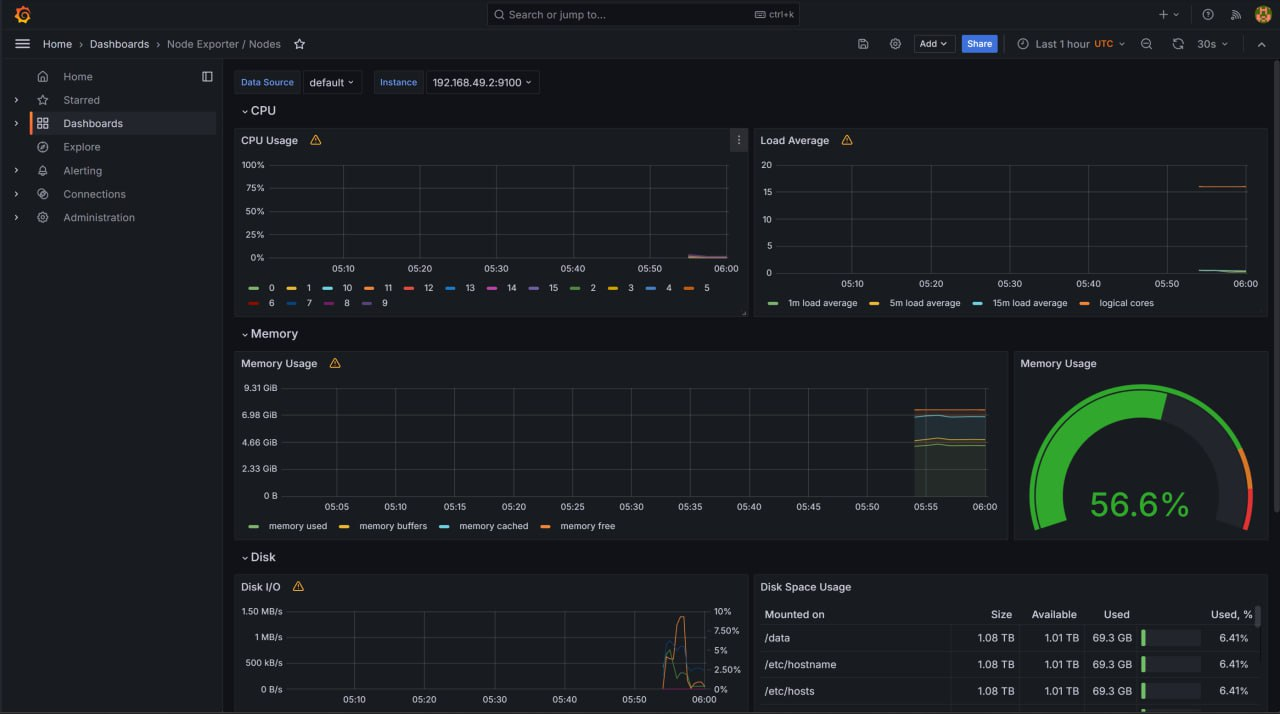 Search or jump to... ctrl+k
Home Dashboards Node Exporter / Nodes Add Share Last 1 hour UTC 30s
Home
Starred
Dashboards
Explore
Alerting
Connections
Administration
Data Source default Instance 192.168.49.2:9100
CPU
CPU Usage
100%
75%
50%
25%
0%
05:10 05:20 05:30 05:40 05:50 06:00
0 1 10 11 12 13 14 15 2 3 4 5
6 7 8 9
Load Average
20
15
10
5
0
05:10 05:20 05:30 05:40 05:50 06:00
1m load average 5m load average 15m load average logical cores
Memory
Memory Usage
9.31 GiB
6.98 GiB
4.66 GiB
2.33 GiB
0 B
05:05 05:10 05:15 05:20 05:25 05:30 05:35 05:40 05:45 05:50 05:55 06:00
memory used memory buffers memory cached memory free
Memory Usage
56.6%
Disk
Disk I/O
1.50 MB/s 10%
7.50%
1 MB/s
5%
500 kB/s
2.50%
0 B/s 0%
05:10 05:20 05:30 05:40 05:50 06:00
Disk Space Usage
Mounted on Size Available Used Used, %
/data 1.08 TB 1.01 TB 69.3 GB 6.41%
/etc/hostname 1.08 TB 1.01 TB 69.3 GB 6.41%
/etc/hosts 1.08 TB 1.01 TB 69.3 GB 6.41%